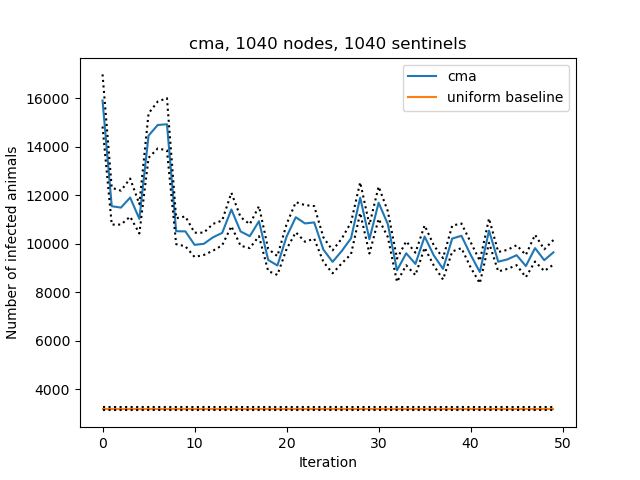 cma, 1040 nodes, 1040 sentinels
cma
uniform baseline
16000
14000
12000
10000
8000
6000
4000
Number of infected animals
0 10 20 30 40 50
Iteration